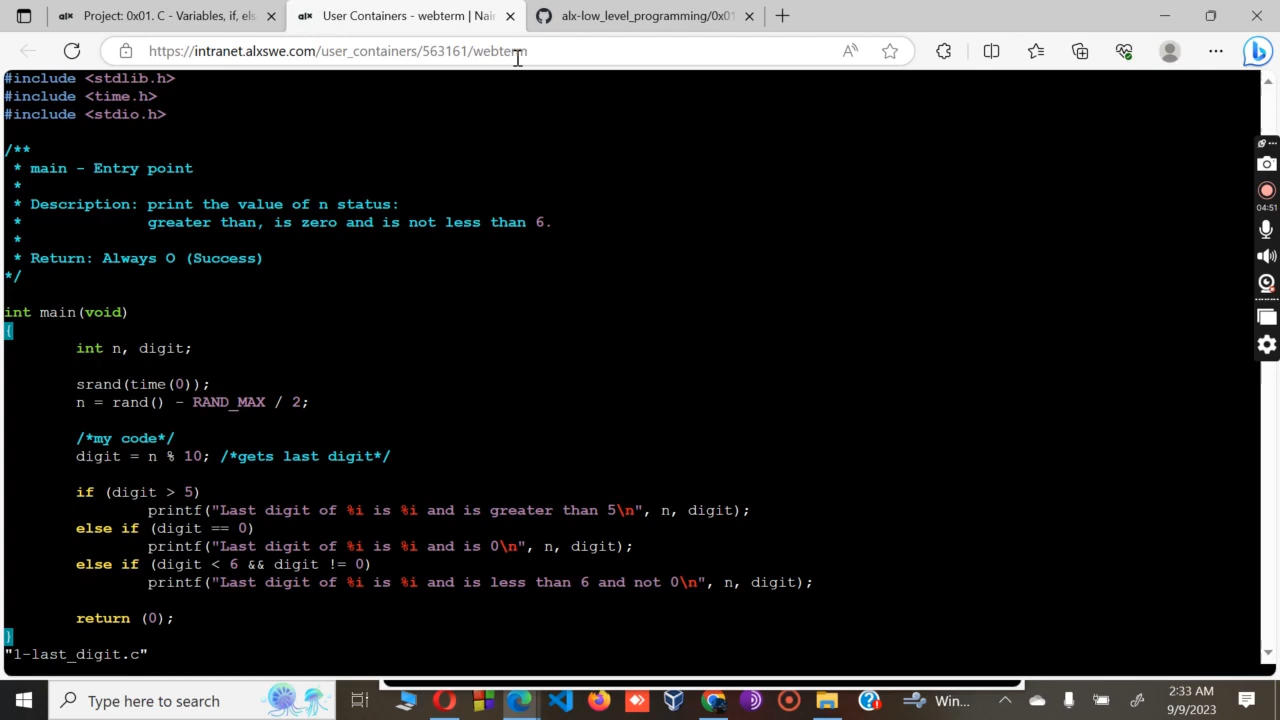 Project: 0x01. C - Variables, if, els
User Containers - webterm | Nair
alx-low_level_programming/0x01
https://intranet.alxswe.com/user_containers/563161/webterm
#include <stdlib.h>
#include <time.h>
#include <stdio.h>
/**
* main - Entry point
*
* Description: print the value of n status:
* greater than, is zero and is not less than 6.
*
* Return: Always O (Success)
*/
int main(void)
{
int n, digit;
srand(time(0));
n = rand() - RAND_MAX / 2;
/*my code*/
digit = n % 10; /*gets last digit*/
if (digit > 5)
printf("Last digit of %i is %i and is greater than 5\n", n, digit);
else if (digit == 0)
printf("Last digit of %i is %i and is 0\n", n, digit);
else if (digit < 6 && digit != 0)
printf("Last digit of %i is %i and is less than 6 and not 0\n", n, digit);
return (0);
}
"1-last_digit.c"
04:51
Type here to search
Win...
2:33 AM
9/9/2023